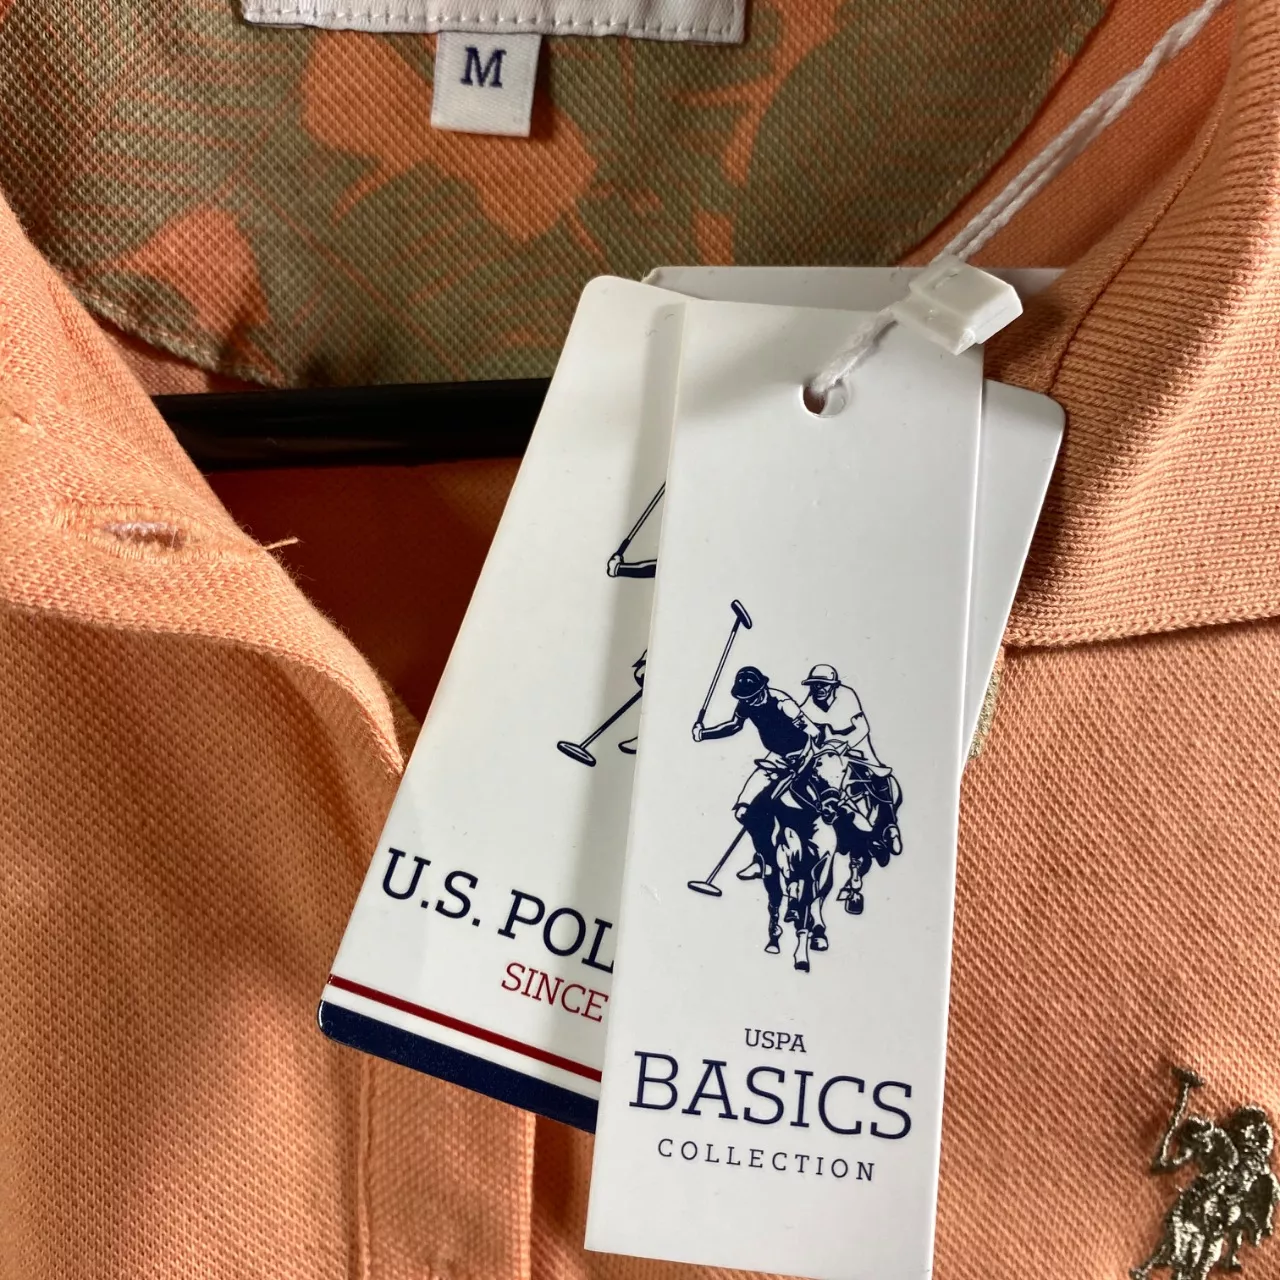 M
U.S. POL
SINCE
USPA
BASICS
COLLECTION